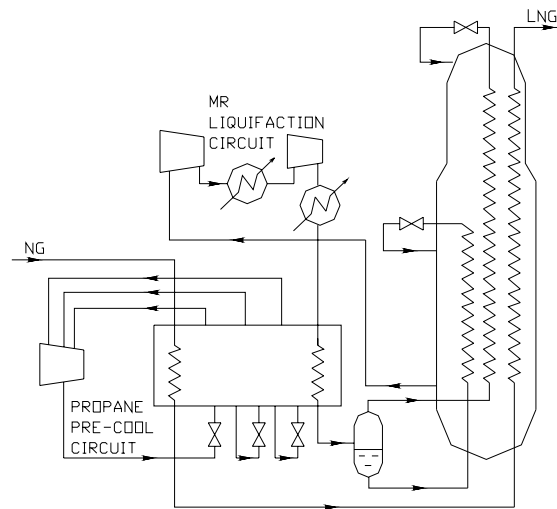 LNG
MR
LIQUIFACTION
CIRCUIT
NG
PROPANE
PRE-COOL
CIRCUIT